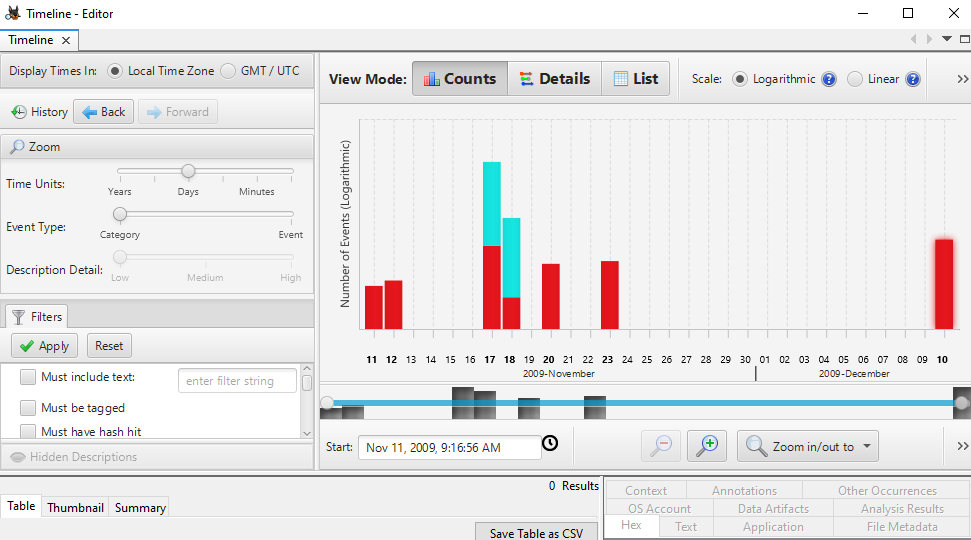 Timeline - Editor
Timeline
Display Times In: Local Time Zone GMT / UTC
History Back Forward
Zoom
Time Units:
Years Days Minutes
Event Type:
Category Event
Description Detail:
Low Medium High
Filters
Apply Reset
Must include text: enter filter string
Must be tagged
Must have hash hit
Hidden Descriptions
View Mode: Counts Details List Scale: Logarithmic ? Linear ?
Number of Events (Logarithmic)
11 12 13 14 15 16 17 18 19 20 21 22 23 24 25 26 27 28 29 30 01 02 03 04 05 06 07 08 09 10
2009-November 2009-December
Start: Nov 11, 2009, 9:16:56 AM Zoom in/out to
0 Results
Table Thumbnail Summary
Save Table as CSV
Context Annotations Other Occurrences
OS Account Data Artifacts Analysis Results
Hex Text Application File Metadata